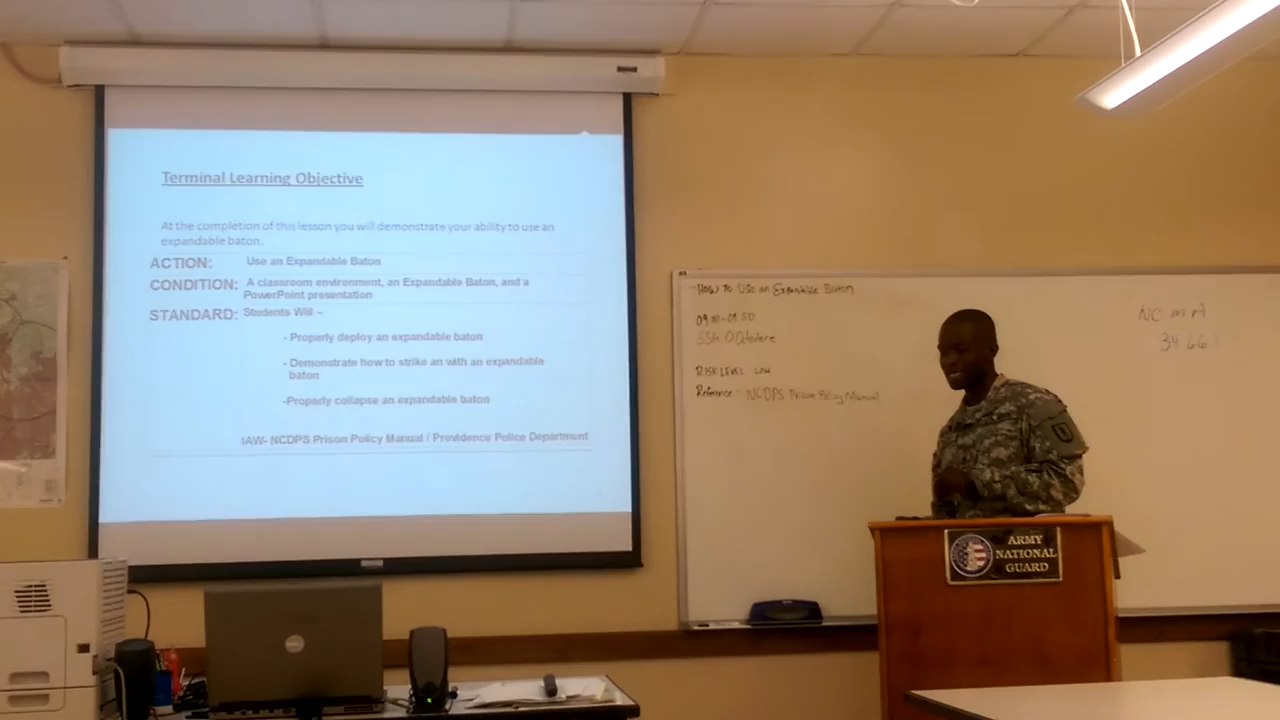 Terminal Learning Objective
At the completion of this lesson you will demonstrate your ability to use an
expandable baton.
ACTION: Use an Expandable Baton
CONDITION: A classroom environment, an Expandable Baton, and a
PowerPoint presentation
STANDARD: Students Will –
- Properly deploy an expandable baton
- Demonstrate how to strike an with an expandable
baton
-Properly collapse an expandable baton
IAW- NCDPS Prison Policy Manual / Providence Police Department
How to Use an Expandable Baton
SSG
RISK LEVEL LOW
Reference: NCDPS Prison Policy Manual
NC
ARMY
NATIONAL
GUARD